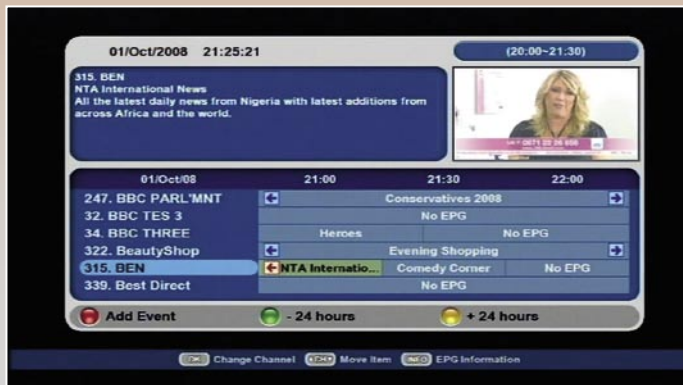 01/Oct/2008 21:25:21
(20:00~21:30)
315. BEN
NTA International News
All the latest daily news from Nigeria with latest additions from
across Africa and the world.
01/Oct/08 21:00 21:30 22:00
247. BBC PARL'MNT Conservatives 2008
32. BBC TES 3 No EPG
34. BBC THREE Heroes No EPG
322. BeautyShop Evening Shopping
315. BEN NTA Internatio... Comedy Corner No EPG
339. Best Direct No EPG
Add Event - 24 hours + 24 hours
Change Channel Move Item INFO EPG Information